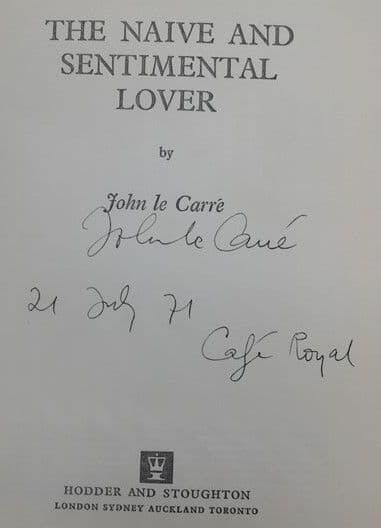 THE NAIVE AND
SENTIMENTAL
LOVER
by
John le Carré
John le Carré
21 July 71
Café Royal
HODDER AND STOUGHTON
LONDON SYDNEY AUCKLAND TORONTO